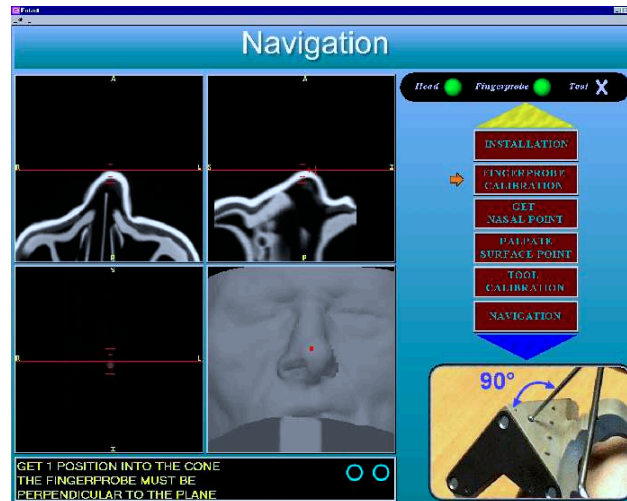 Navigation
A
A
R
L
S
I
P
P
S
R
L
I
Head
Fingerprobe
Tool
X
INSTALLATION
FINGERPROBE
CALIBRATION
GET
NASAL POINT
PALPATE
SURFACE POINT
TOOL
CALIBRATION
NAVIGATION
90°
GET 1 POSITION INTO THE CONE
THE FINGERPROBE MUST BE
PERPENDICULAR TO THE PLANE